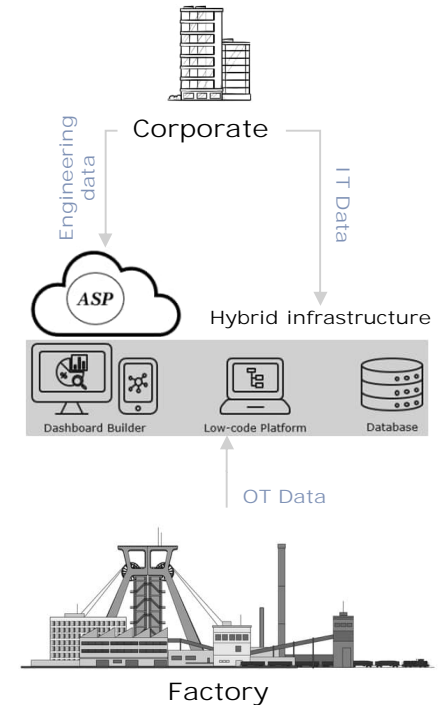 Corporate
Engineering
data
IT Data
ASP
Hybrid infrastructure
Dashboard Builder
Low-code Platform
Database
OT Data
Factory